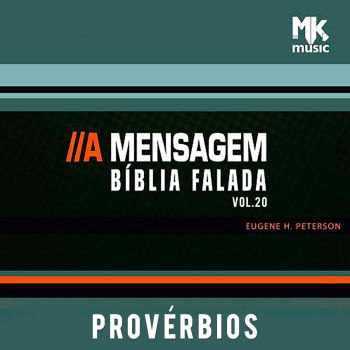 MK
music
//A MENSAGEM
BÍBLIA FALADA
VOL.20
EUGENE H. PETERSON
PROVÉRBIOS